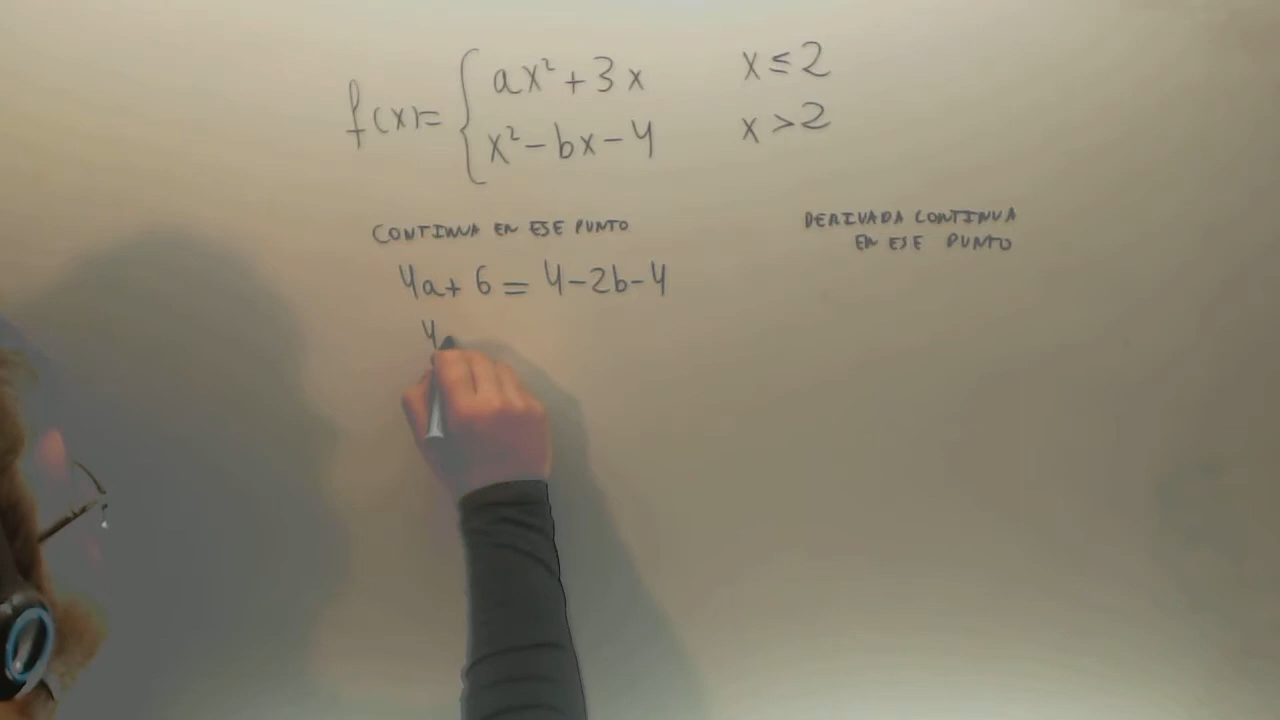 f(x)= { ax²+3x x≤2
x²-bx-4 x>2
CONTINUA EN ESE PUNTO
4a+6=4-2b-4
4
DERIVADA CONTINUA
EN ESE PUNTO